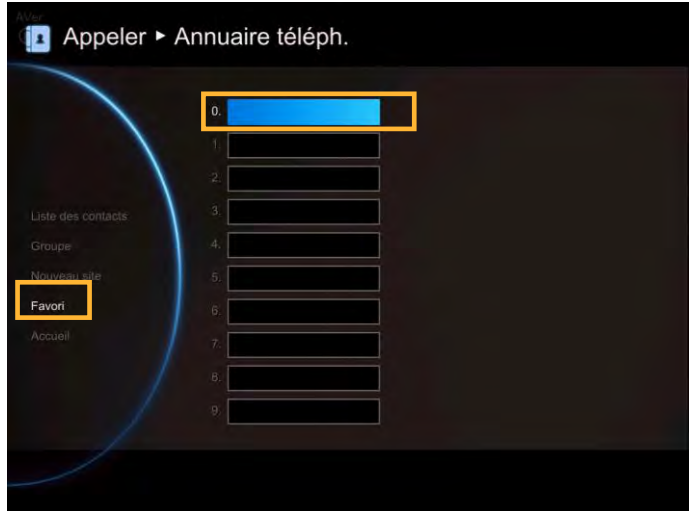 AVer
Appeler ► Annuaire téléph.
Liste des contacts
Groupe
Nouveau site
Favori
Accueil
0.
1.
2.
3.
4.
5.
6.
7.
8.
9.